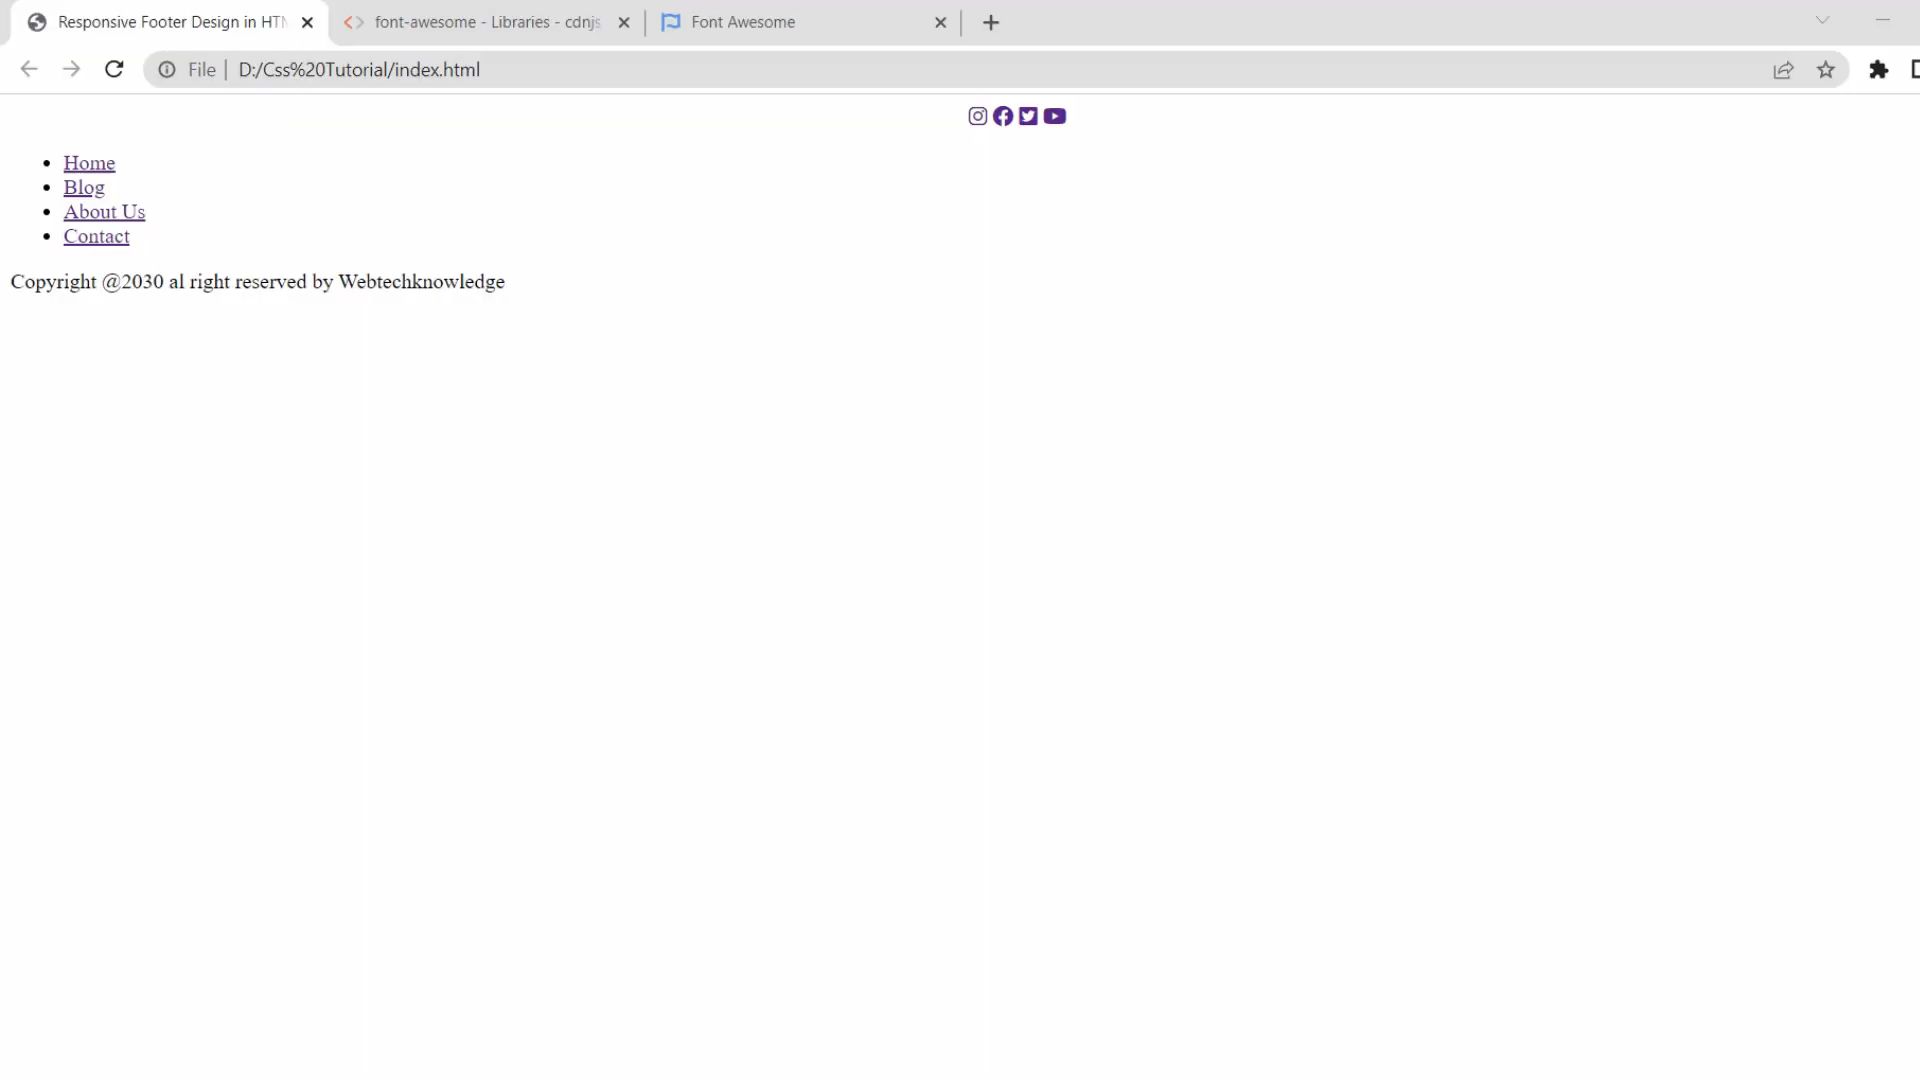 Responsive Footer Design in HTM
font-awesome - Libraries - cdnjs
Font Awesome
File
D:/Css%20Tutorial/index.html
Home
Blog
About Us
Contact
Copyright @2030 al right reserved by Webtechknowledge